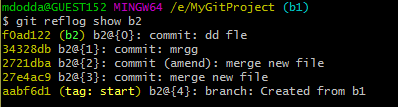 mdodda@GUEST152 MINGW64 /e/MyGitProject (b1)
$ git reflog show b2
f0ad122 (b2) b2@{0}: commit: dd fle
34328db b2@{1}: commit: mrgg
2721dba b2@{2}: commit (amend): merge new file
27e4ac9 b2@{3}: commit: merge new file
aabf6d1 (tag: start) b2@{4}: branch: Created from b1